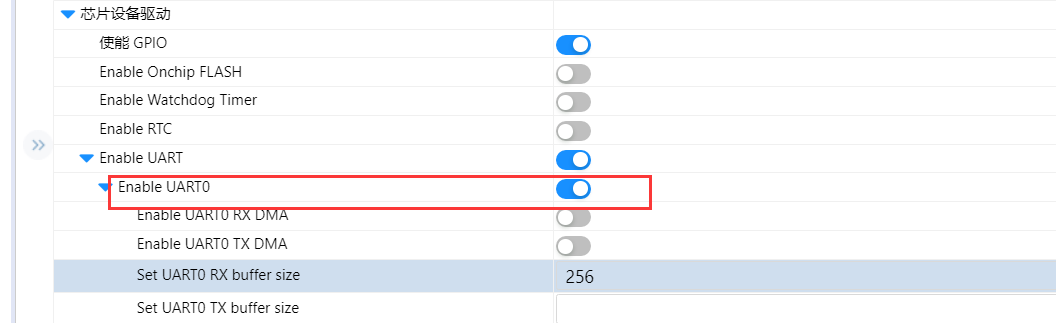 芯片设备驱动
使能 GPIO
Enable Onchip FLASH
Enable Watchdog Timer
Enable RTC
Enable UART
Enable UART0
Enable UART0 RX DMA
Enable UART0 TX DMA
Set UART0 RX buffer size 256
Set UART0 TX buffer size